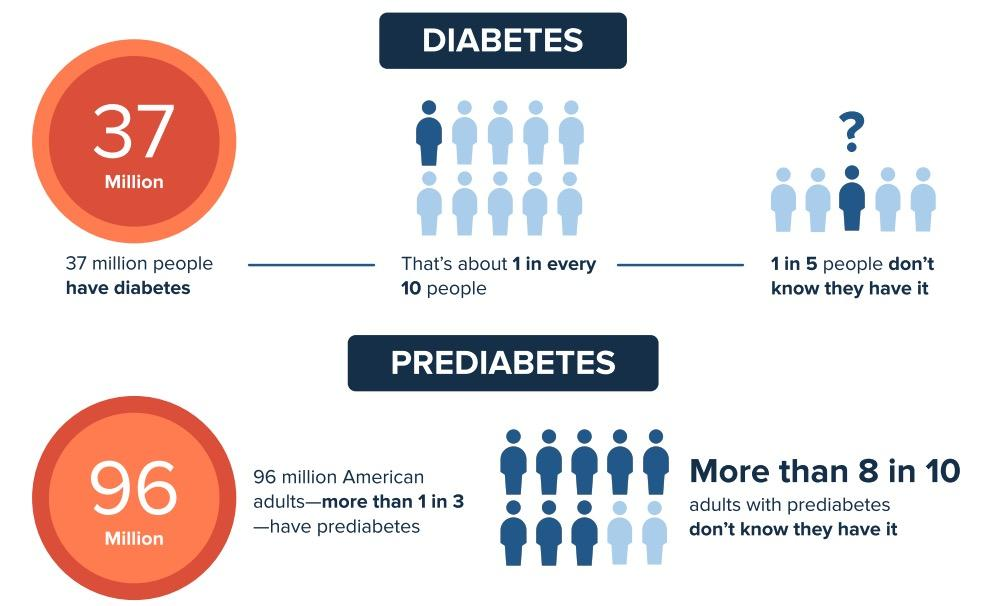 DIABETES
37
Million
37 million people
have diabetes
That’s about 1 in every
10 people
?
1 in 5 people don’t
know they have it
PREDIABETES
96
Million
96 million American
adults—more than 1 in 3
—have prediabetes
More than 8 in 10
adults with prediabetes
don’t know they have it